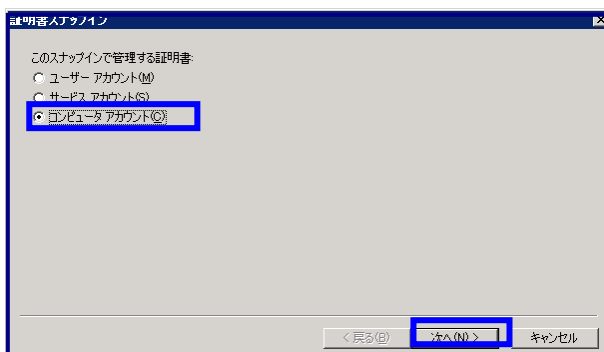 証明書スナップイン
このスナップインで管理する証明書:
ユーザー アカウント(M)
サービス アカウント(S)
コンピュータ アカウント(C)
< 戻る(B) 次へ(N) > キャンセル